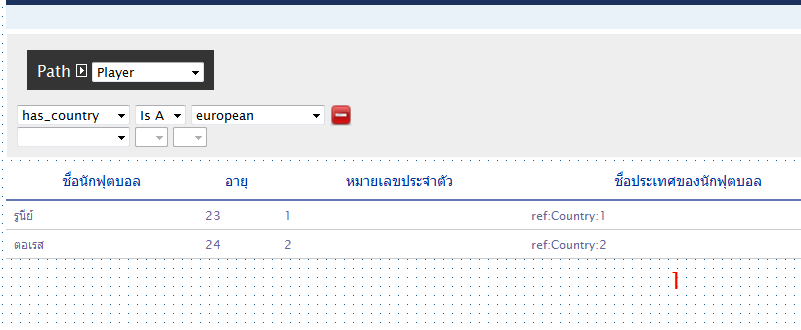 Path Player
has_country Is A european
ชื่อนักฟุตบอล อายุ หมายเลขประจำตัว ชื่อประเทศของนักฟุตบอล
รูนีย์ 23 1 ref:Country:1
ตอเรส 24 2 ref:Country:2
1